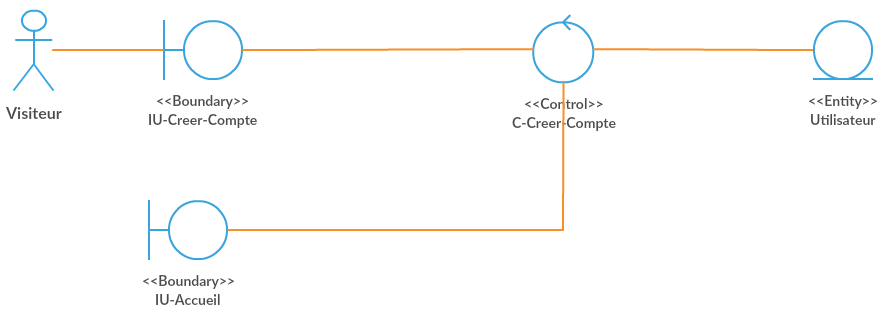 Visiteur
<<Boundary>>
IU-Creer-Compte
<<Control>>
C-Creer-Compte
<<Entity>>
Utilisateur
<<Boundary>>
IU-Accueil